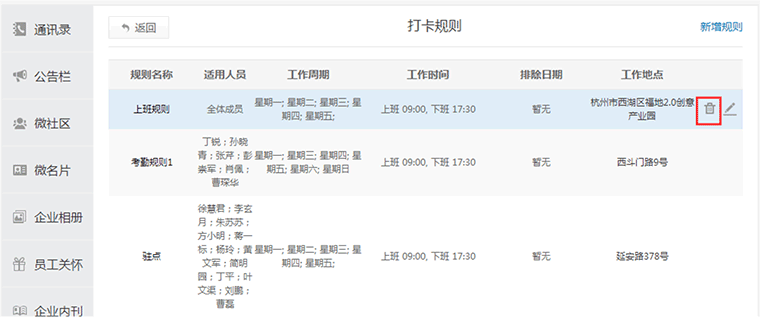 通讯录
公告栏
微社区
微名片
企业相册
员工关怀
企业内刊
返回
打卡规则
新增规则
规则名称 适用人员 工作周期 工作时间 排除日期 工作地点
上班规则
全体成员
星期一; 星期二; 星期三; 星期四; 星期五;
上班 09:00, 下班 17:30
暂无
杭州市西湖区福地2.0创意
产业园
考勤规则1
丁锐；孙晓
青；张芹；彭
崇军；肖佩；
曹琛华
星期一; 星期三; 星期四; 星期五; 星期六; 星期日
上班 09:00, 下班 17:30
暂无
西斗门路9号
驻点
徐慧君；李玄
月；朱苏苏；
方小明；蒋一
标；杨玲；黄
文军；简明
园；丁平；叶
文渠；刘鹏；
曹磊
星期一; 星期二; 星期三; 星期四; 星期五;
上班 09:00, 下班 17:30
暂无
延安路378号